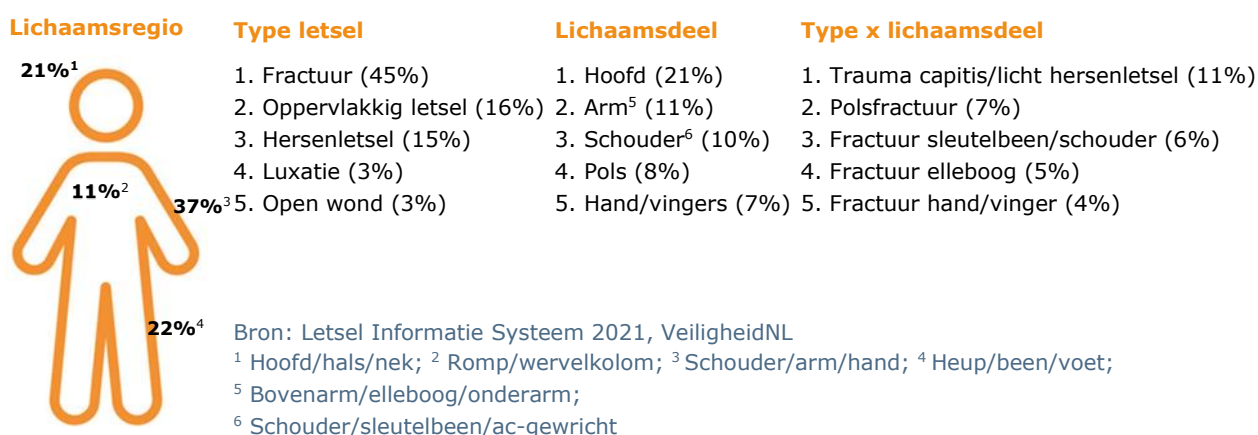 Lichaamsregio
21%¹
11%²
37%³
22%⁴
Type letsel
1. Fractuur (45%)
2. Oppervlakkig letsel (16%)
3. Hersenletsel (15%)
4. Luxatie (3%)
5. Open wond (3%)
Lichaamsdeel
1. Hoofd (21%)
2. Arm⁵ (11%)
3. Schouder⁶ (10%)
4. Pols (8%)
5. Hand/vingers (7%)
Type x lichaamsdeel
1. Trauma capitis/licht hersenletsel (11%)
2. Polsfractuur (7%)
3. Fractuur sleutelbeen/schouder (6%)
4. Fractuur elleboog (5%)
5. Fractuur hand/vinger (4%)
Bron: Letsel Informatie Systeem 2021, VeiligheidNL
¹ Hoofd/hals/nek; ² Romp/wervelkolom; ³ Schouder/arm/hand; ⁴ Heup/been/voet;
⁵ Bovenarm/elleboog/onderarm;
⁶ Schouder/sleutelbeen/ac-gewricht